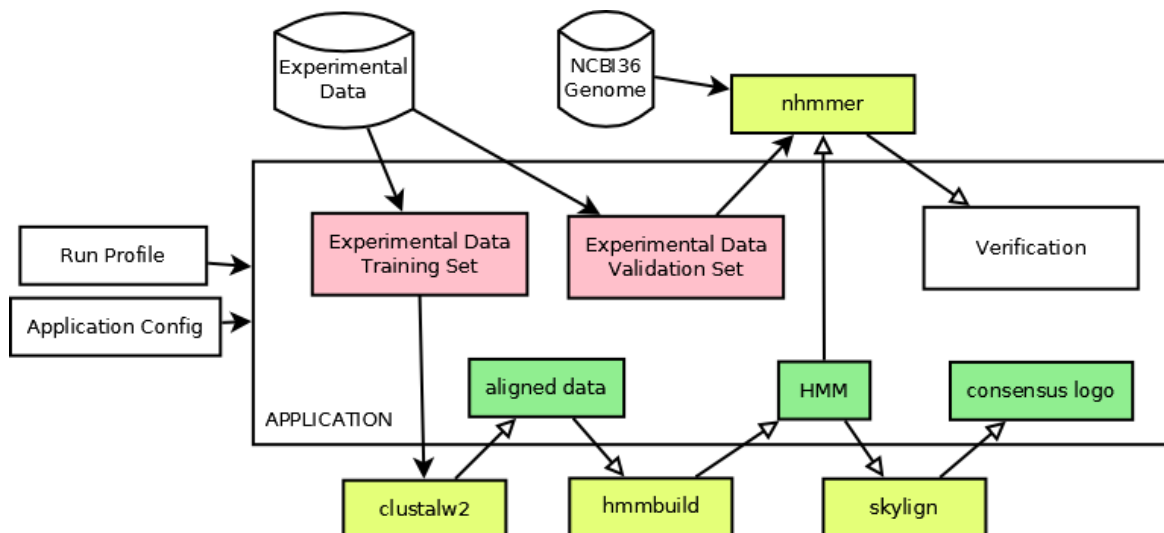 Experimental
Data
NCBI36
Genome
nhmmer
Run Profile
Application Config
Experimental Data
Training Set
Experimental Data
Validation Set
Verification
aligned data
HMM
consensus logo
APPLICATION
clustalw2
hmmbuild
skylign